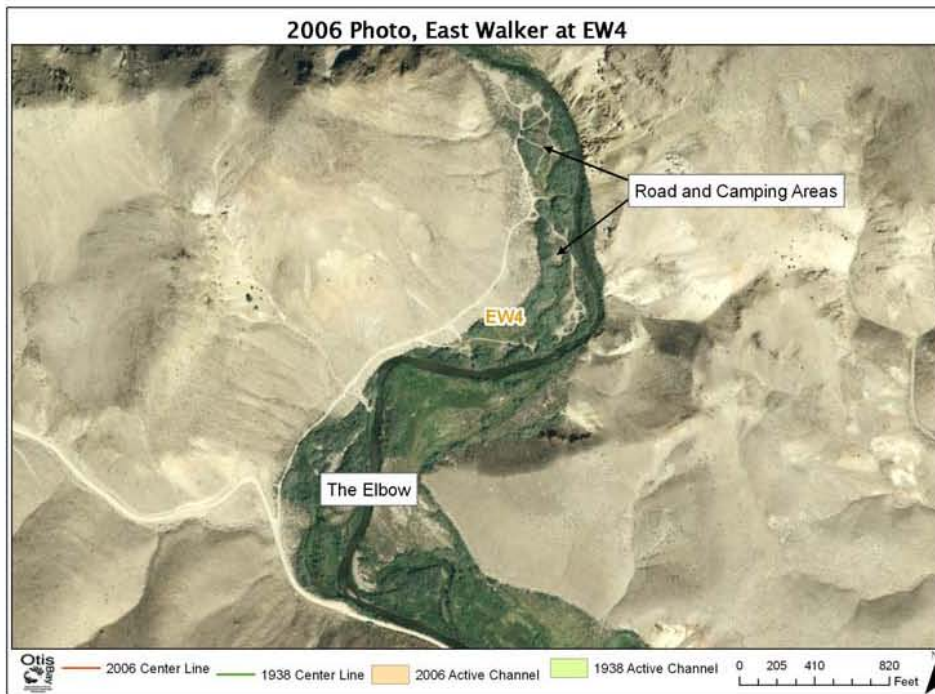 2006 Photo, East Walker at EW4
Road and Camping Areas
EW4
The Elbow
Otis
Bay
2006 Center Line
1938 Center Line
2006 Active Channel
1938 Active Channel
0 205 410 820
Feet
N